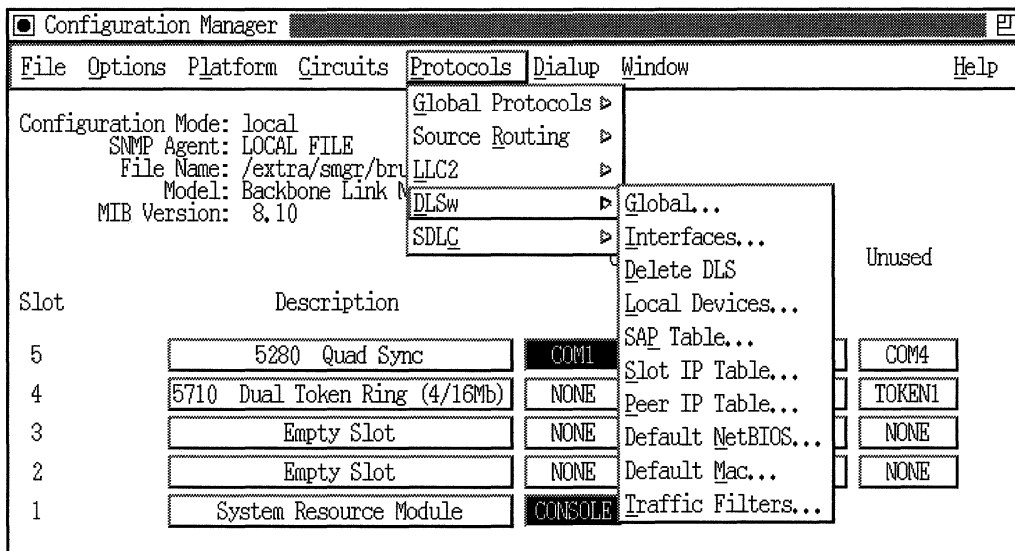 Configuration Manager
File Options Platform Circuits Protocols Dialup Window Help
Global Protocols
Source Routing
LLC2
DLSw
SDLC
Configuration Mode: local
SNMP Agent: LOCAL FILE
File Name: /extra/smgr/bru
Model: Backbone Link N
MIB Version: 8.10
Global...
Interfaces...
Delete DLS
Local Devices...
SAP Table...
Slot IP Table...
Peer IP Table...
Default NetBIOS...
Default Mac...
Traffic Filters...
Unused
Slot Description
5 5280 Quad Sync COM1 COM4
4 5710 Dual Token Ring (4/16Mb) NONE TOKEN1
3 Empty Slot NONE NONE
2 Empty Slot NONE NONE
1 System Resource Module CONSOLE